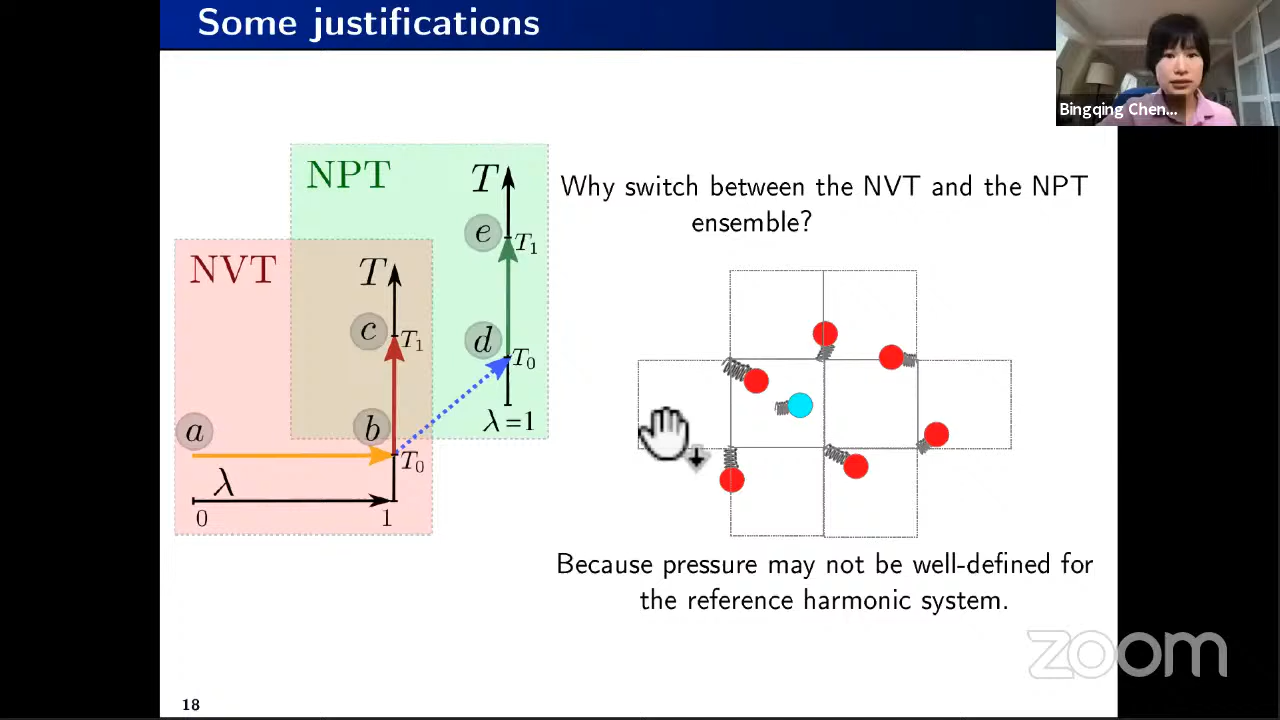 Some justifications
Bingqing Chen...
NPT
T
e
T₁
d
T₀
λ=1
NVT
T
c
T₁
a
b
T₀
λ
0
1
Why switch between the NVT and the NPT
ensemble?
Because pressure may not be well-defined for
the reference harmonic system.
zoom
18